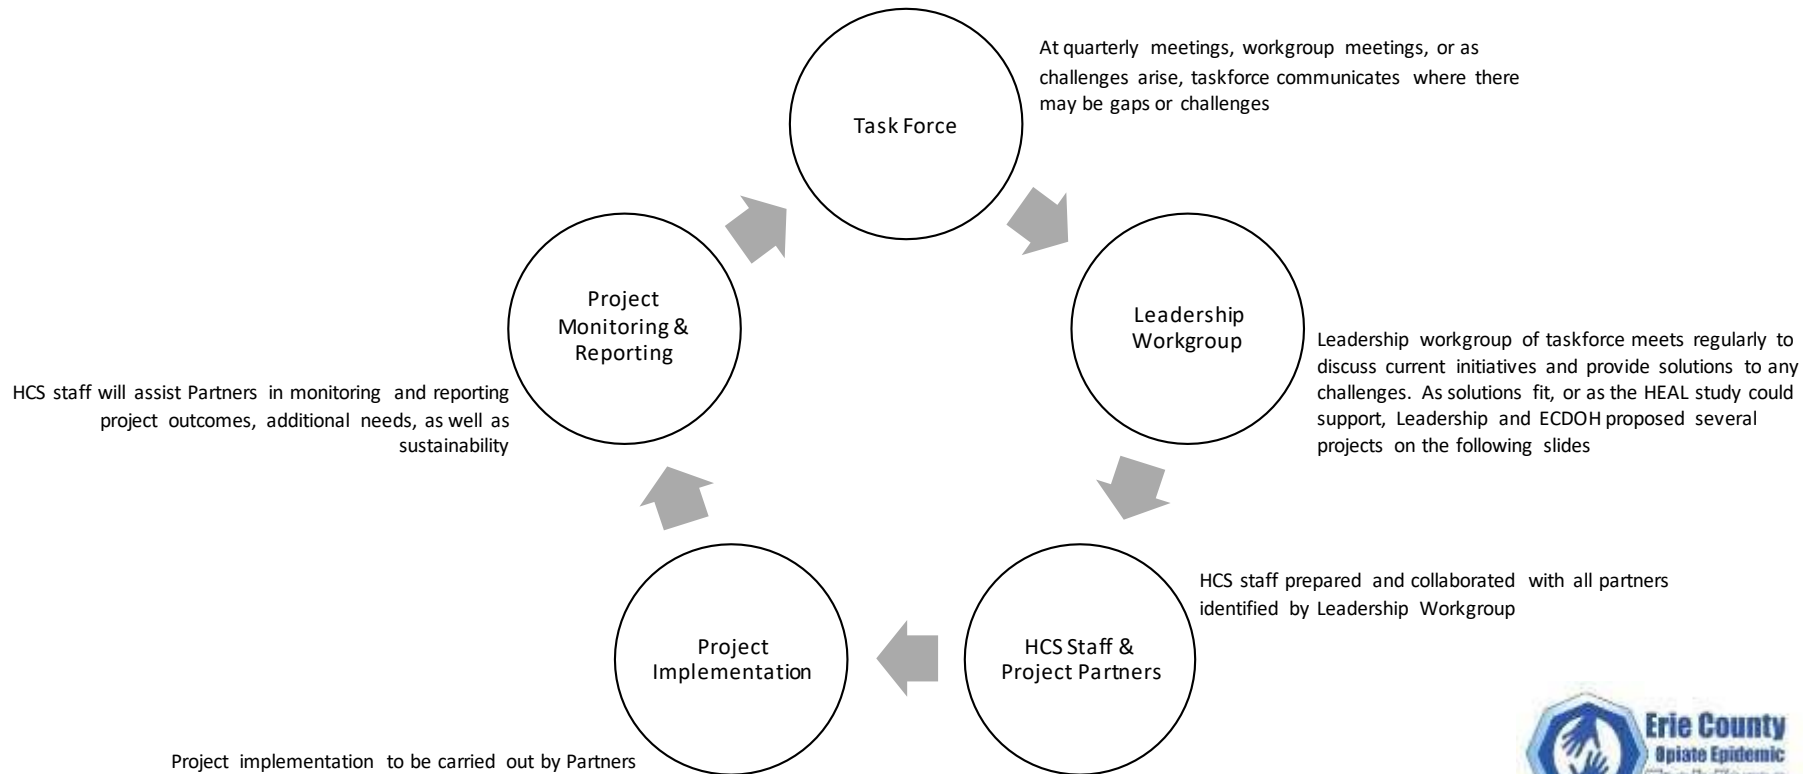 Task Force
At quarterly meetings, workgroup meetings, or as
challenges arise, taskforce communicates where there
may be gaps or challenges
Leadership
Workgroup
Leadership workgroup of taskforce meets regularly to
discuss current initiatives and provide solutions to any
challenges. As solutions fit, or as the HEAL study could
support, Leadership and ECDOH proposed several
projects on the following slides
HCS Staff &
Project Partners
HCS staff prepared and collaborated with all partners
identified by Leadership Workgroup
Project
Implementation
Project implementation to be carried out by Partners
Project
Monitoring &
Reporting
HCS staff will assist Partners in monitoring and reporting
project outcomes, additional needs, as well as
sustainability
Erie County
Opiate Epidemic